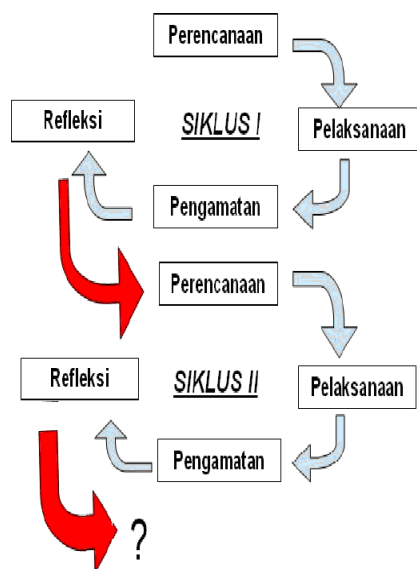 Perencanaan
Refleksi
SIKLUS I
Pelaksanaan
Pengamatan
Perencanaan
Refleksi
SIKLUS II
Pelaksanaan
Pengamatan
?